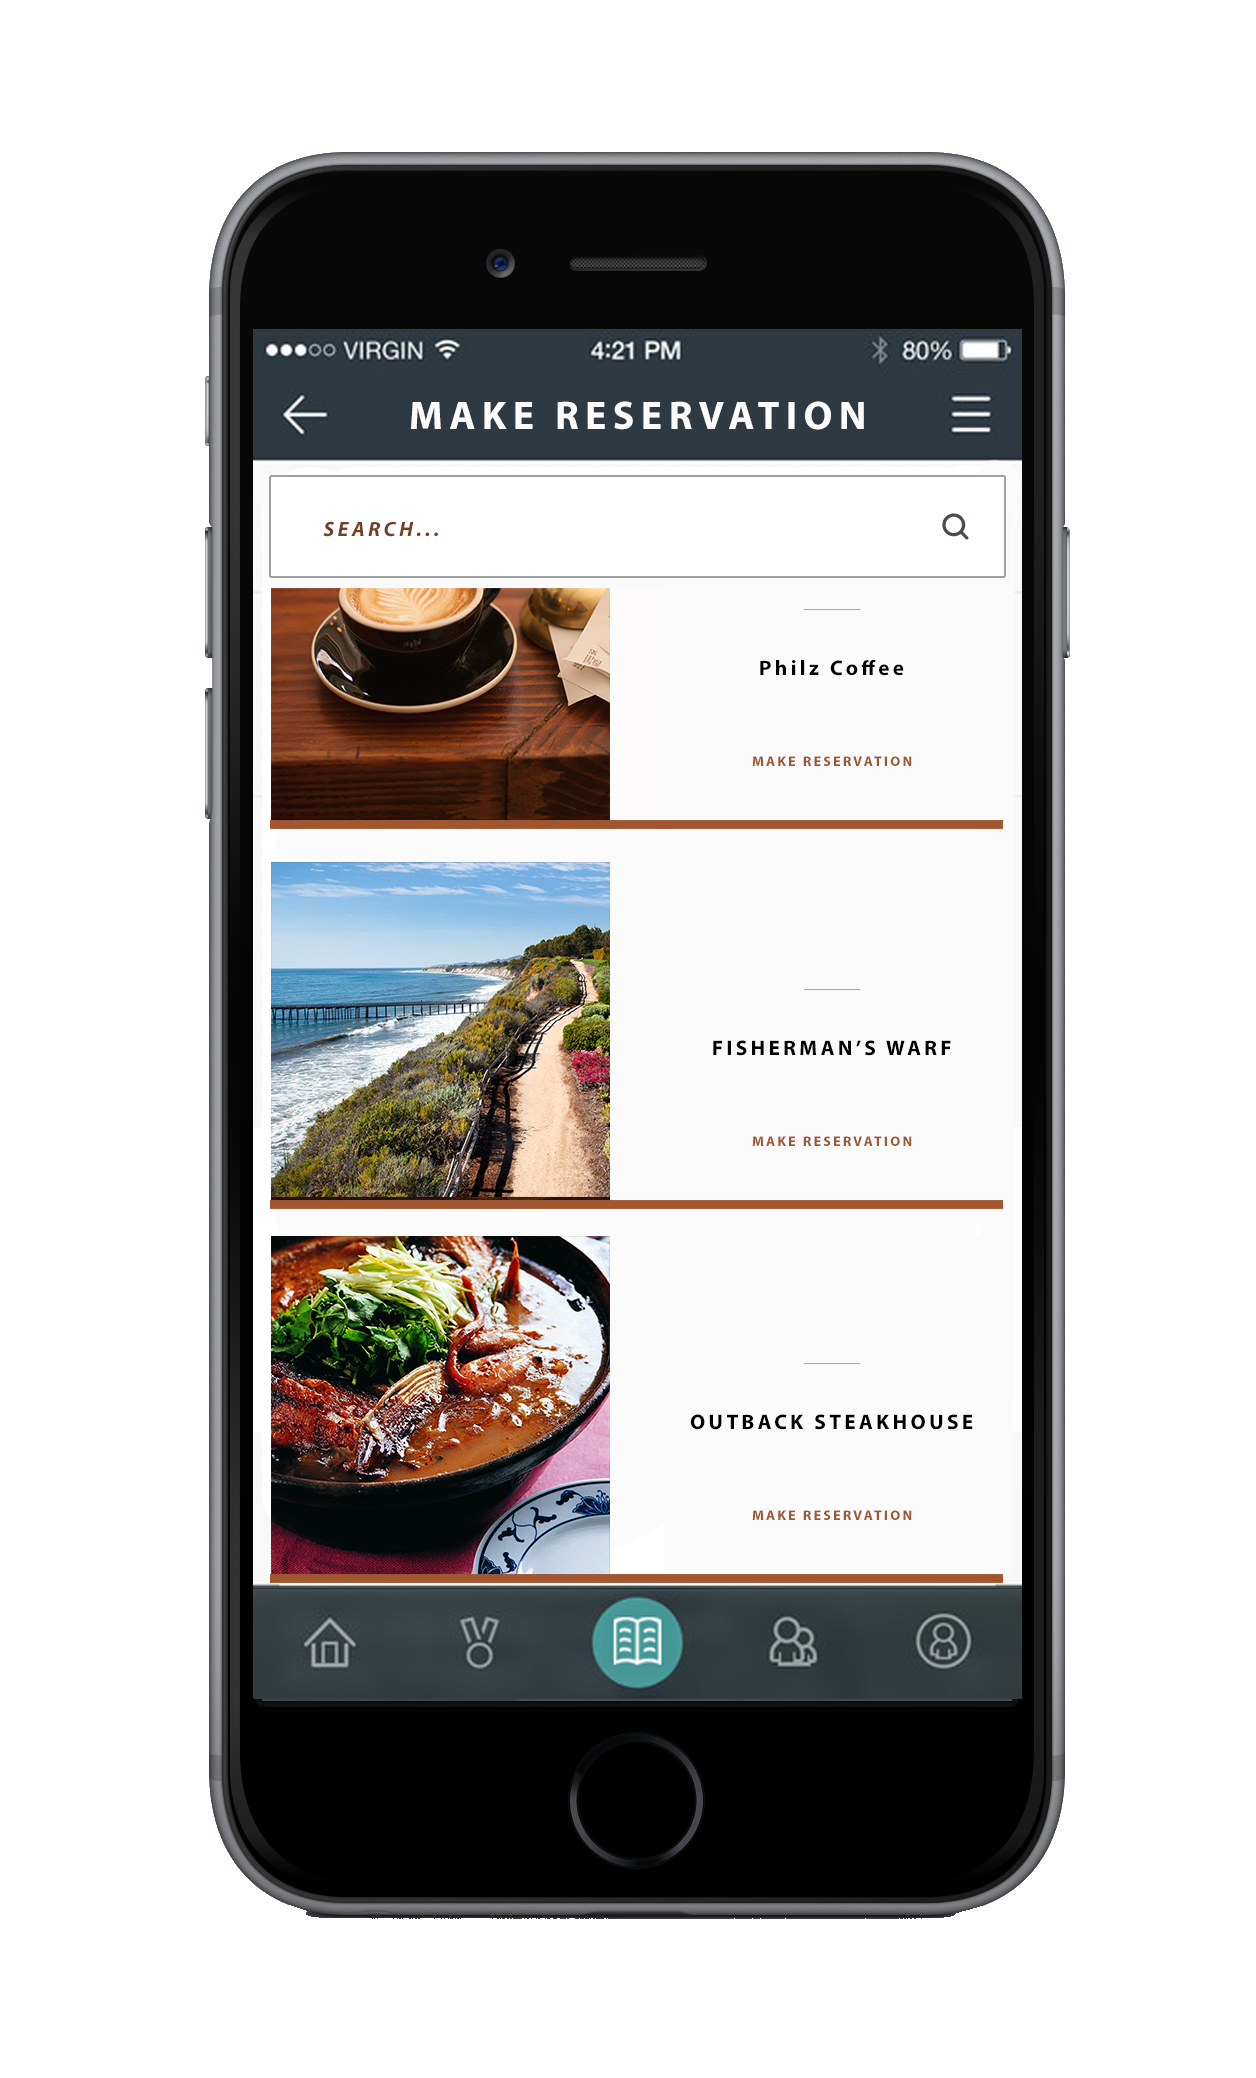 VIRGIN 4:21 PM 80%
MAKE RESERVATION
SEARCH...
Philz Coffee
MAKE RESERVATION
FISHERMAN'S WARF
MAKE RESERVATION
OUTBACK STEAKHOUSE
MAKE RESERVATION